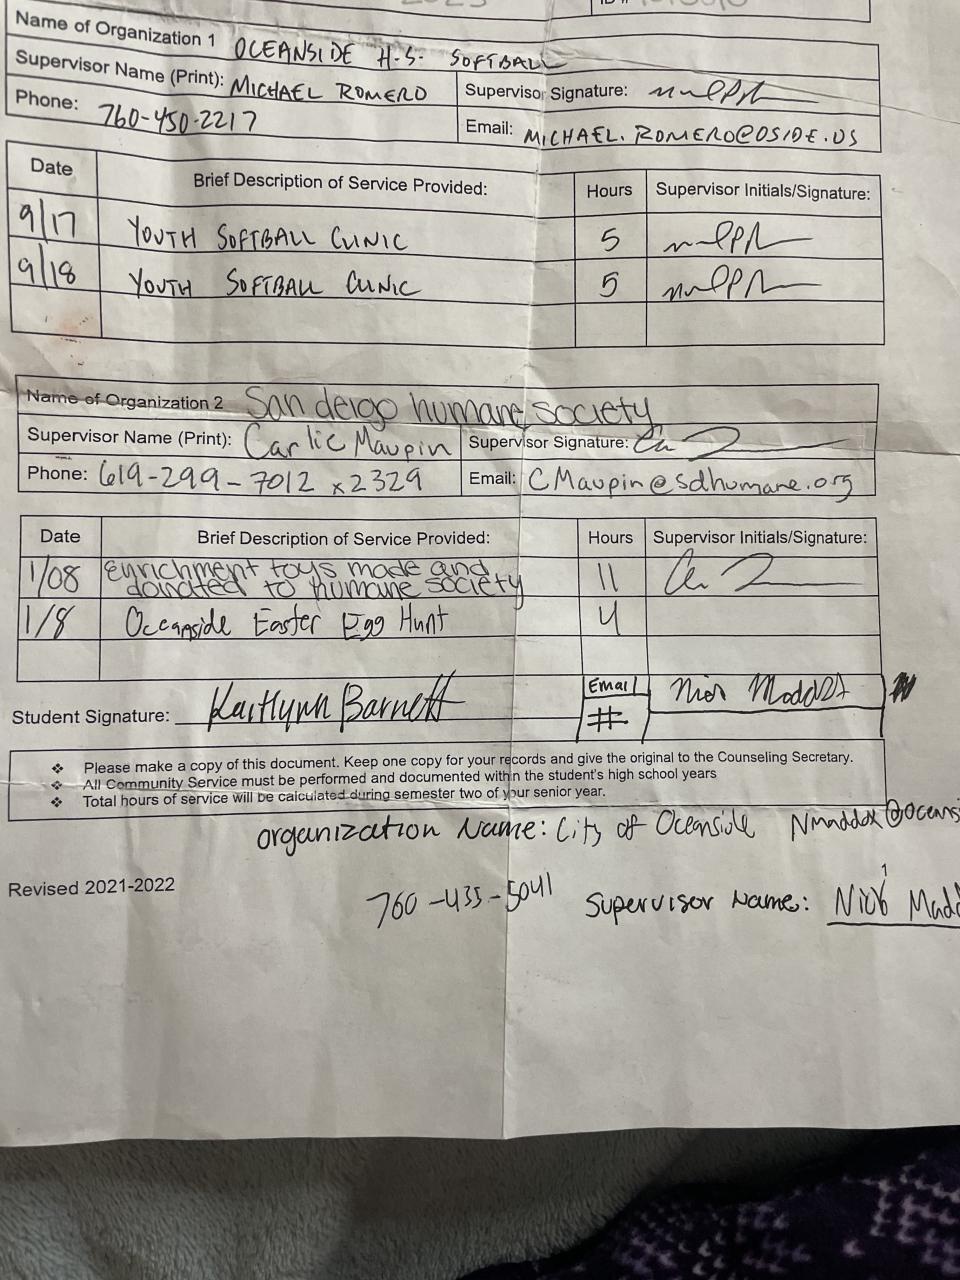 Name of Organization 1 OCEANSIDE H.S. SOFTBALL
Supervisor Name (Print): MICHAEL ROMERO Supervisor Signature:
Phone: 760-450-2217 Email: MICHAEL.ROMERO@OSIDE.US
Date Brief Description of Service Provided: Hours Supervisor Initials/Signature:
9/17 YOUTH SOFTBALL CLINIC 5
9/18 YOUTH SOFTBALL CLINIC 5
Name of Organization 2 San deigo humane society
Supervisor Name (Print): Carlie Maupin Supervisor Signature:
Phone: 619-299-7012 x2329 Email: CMaupin@sdhumane.org
Date Brief Description of Service Provided: Hours Supervisor Initials/Signature:
1/08 Enrichment toys made and
donated to humane society 11
1/8 Oceanside Easter Egg Hunt 4
Email
Student Signature: Kaitlynn Barnett #
❖ Please make a copy of this document. Keep one copy for your records and give the original to the Counseling Secretary.
❖ All Community Service must be performed and documented within the student's high school years
❖ Total hours of service will be calculated during semester two of your senior year.
organization Name: City of Oceanside Nmaddox@oceans
Revised 2021-2022
760-435-5041 Supervisor Name: Nick Madd